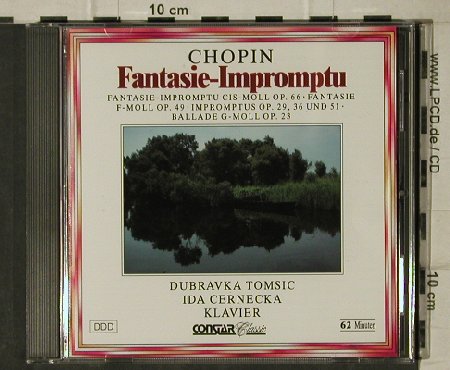 10 cm
CHOPIN
Fantasie-Impromptu
FANTASIE-IMPROMPTU CIS-MOLL OP. 66 · FANTASIE
F-MOLL OP. 49 · IMPROMPTUS OP. 29, 36 UND 51 ·
BALLADE G-MOLL OP. 23
DUBRAVKA TOMSIC
IDA CERNECKA
KLAVIER
DDD
CONSTAR Classic
62 Minuten
www.LPCD.de / CD
10 cm